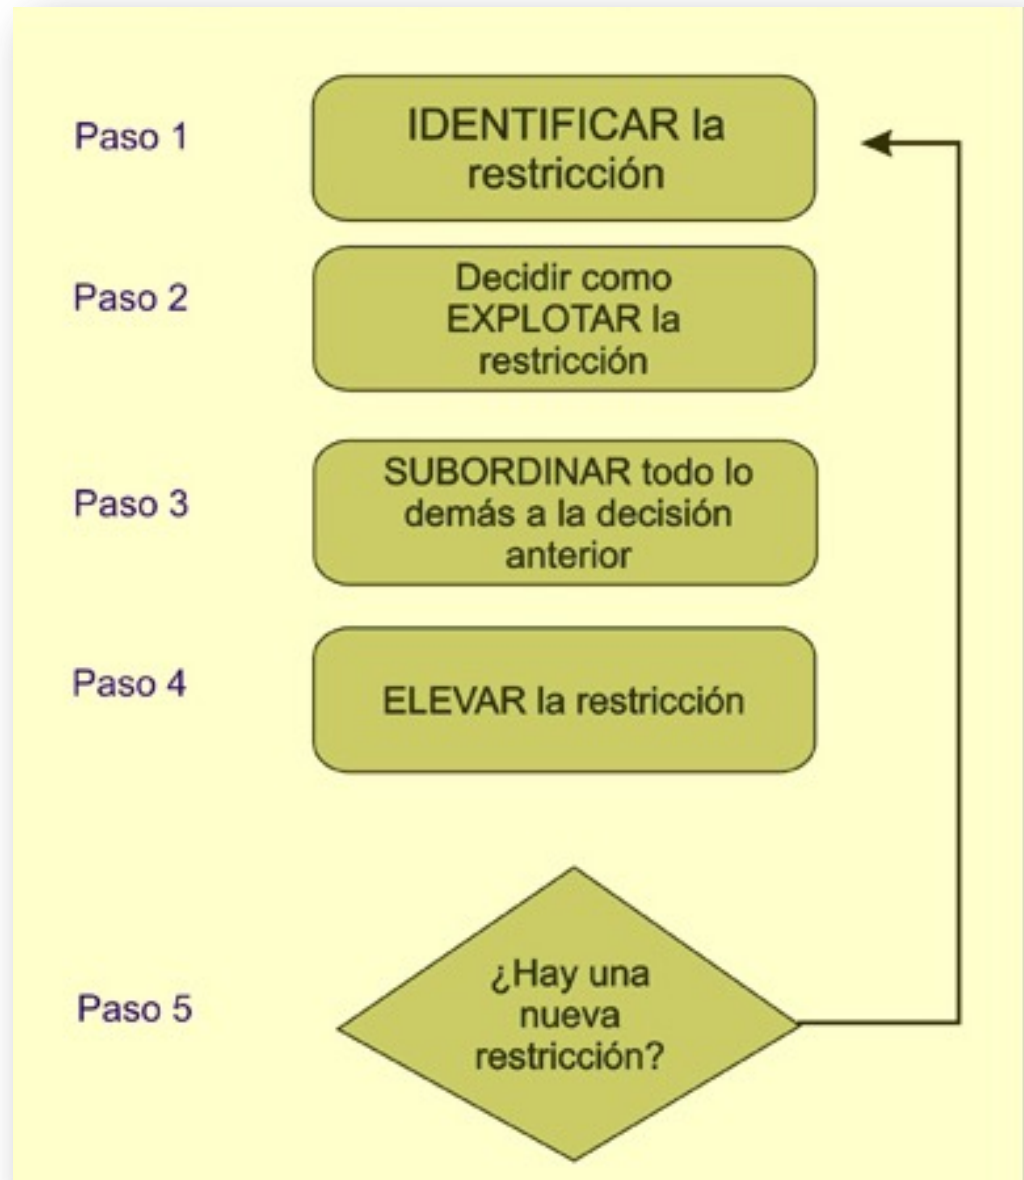 Paso 1
IDENTIFICAR la
restricción
Paso 2
Decidir como
EXPLOTAR la
restricción
Paso 3
SUBORDINAR todo lo
demás a la decisión
anterior
Paso 4
ELEVAR la restricción
Paso 5
¿Hay una
nueva
restricción?